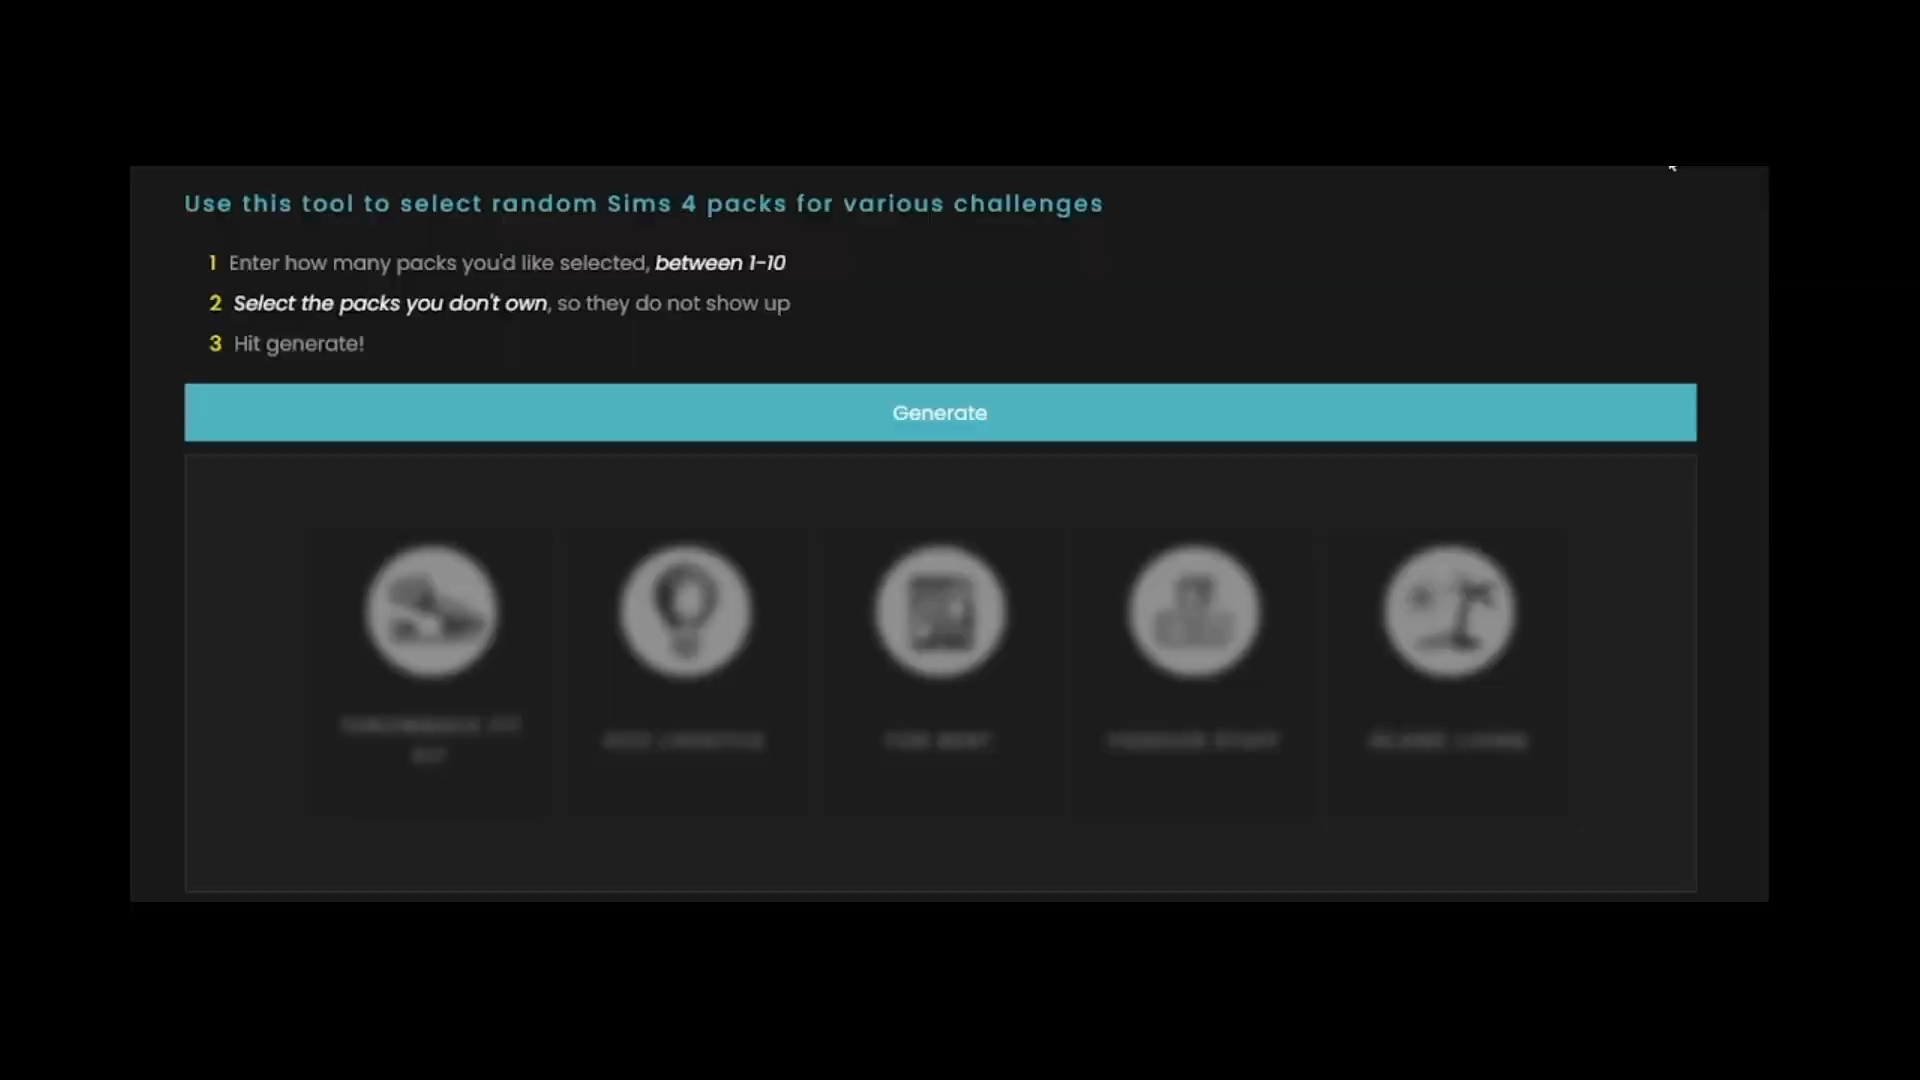 Use this tool to select random Sims 4 packs for various challenges
1 Enter how many packs you'd like selected, between 1-10
2 Select the packs you don't own, so they do not show up
3 Hit generate!
Generate